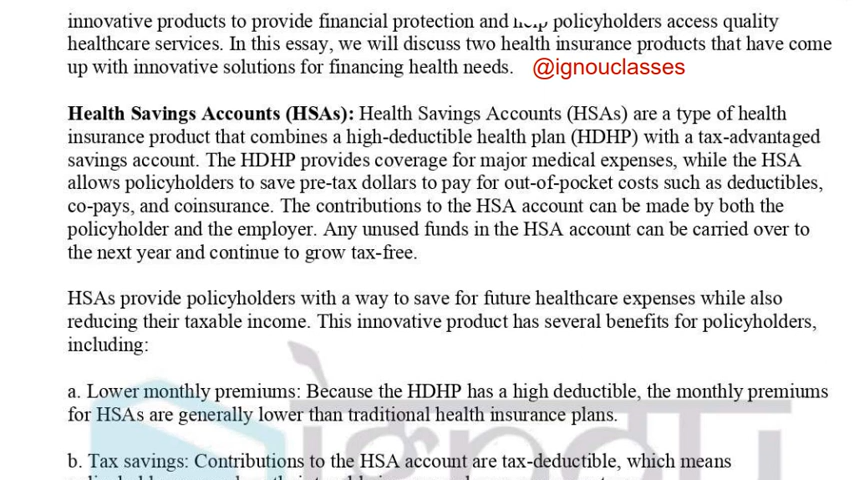 innovative products to provide financial protection and help policyholders access quality
healthcare services. In this essay, we will discuss two health insurance products that have come
up with innovative solutions for financing health needs. @ignouclasses
Health Savings Accounts (HSAs): Health Savings Accounts (HSAs) are a type of health
insurance product that combines a high-deductible health plan (HDHP) with a tax-advantaged
savings account. The HDHP provides coverage for major medical expenses, while the HSA
allows policyholders to save pre-tax dollars to pay for out-of-pocket costs such as deductibles,
co-pays, and coinsurance. The contributions to the HSA account can be made by both the
policyholder and the employer. Any unused funds in the HSA account can be carried over to
the next year and continue to grow tax-free.
HSAs provide policyholders with a way to save for future healthcare expenses while also
reducing their taxable income. This innovative product has several benefits for policyholders,
including:
a. Lower monthly premiums: Because the HDHP has a high deductible, the monthly premiums
for HSAs are generally lower than traditional health insurance plans.
b. Tax savings: Contributions to the HSA account are tax-deductible, which means